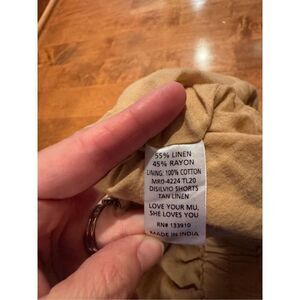 55% LINEN
45% RAYON
LINING: 100% COTTON
MRD-4224 TL20
DISILVIO SHORTS
TAN LINEN
LOVE YOUR MU,
SHE LOVES YOU
RN# 133910
MADE IN INDIA